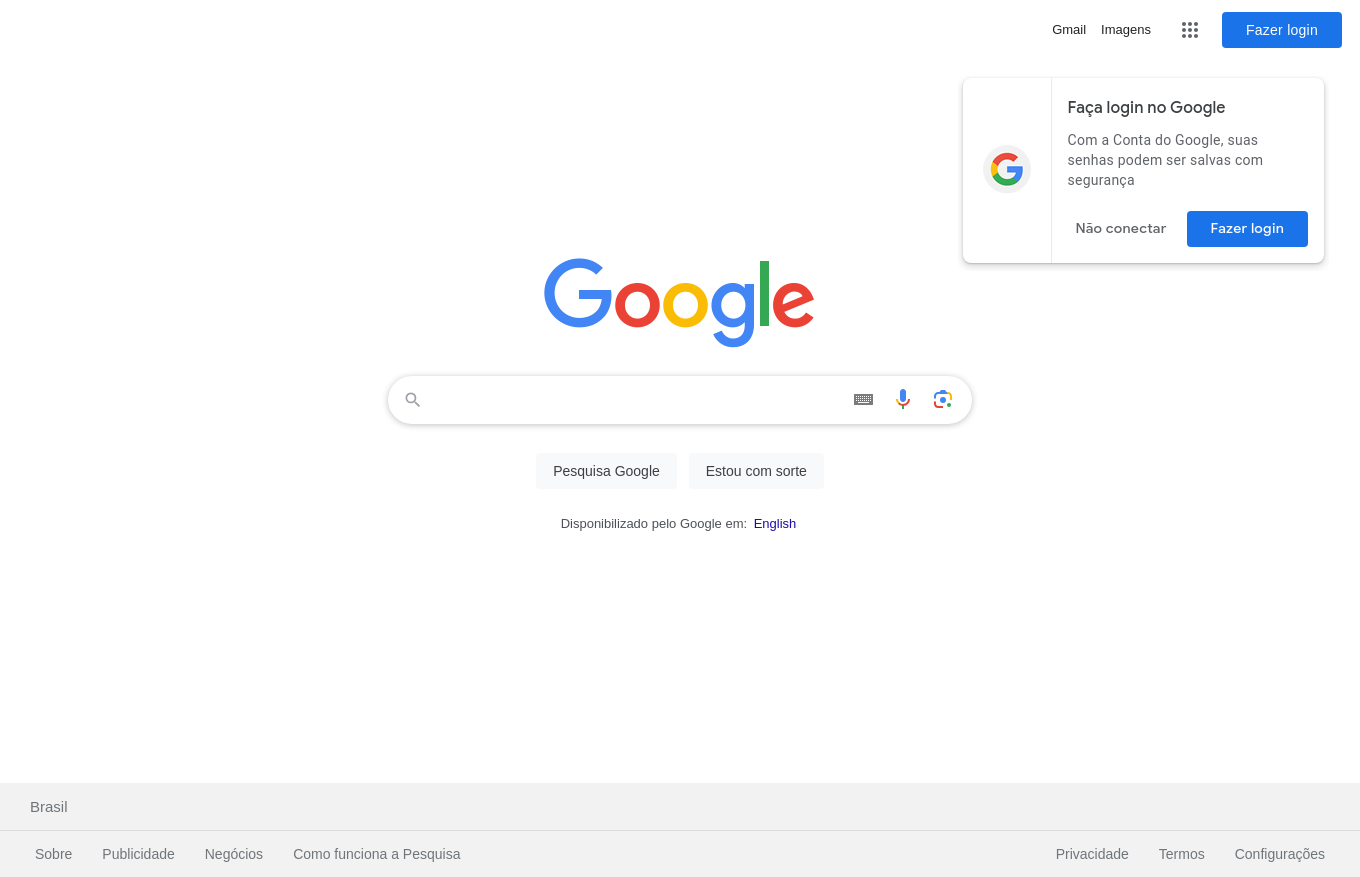 Gmail Imagens Fazer login
Faça login no Google
Com a Conta do Google, suas
senhas podem ser salvas com
segurança
Não conectar Fazer login
Google
Pesquisa Google Estou com sorte
Disponibilizado pelo Google em: English
Brasil
Sobre Publicidade Negócios Como funciona a Pesquisa Privacidade Termos Configurações